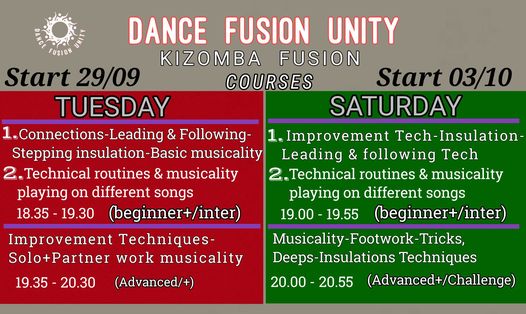 DANCE FUSION UNITY
DANCE FUSION UNITY
KIZOMBA FUSION
COURSES
Start 29/09
Start 03/10
TUESDAY
1. Connections-Leading & Following-
Stepping insulation-Basic musicality
2. Technical routines & musicality
playing on different songs
18.35 - 19.30 (beginner+/inter)
Improvement Techniques-
Solo+Partner work musicality
19.35 - 20.30 (Advanced/+)
SATURDAY
1. Improvement Tech-Insulation-
Leading & following Tech
2. Technical routines & musicality
playing on different songs
19.00 - 19.55 (beginner+/inter)
Musicality-Footwork-Tricks,
Deeps-Insulations Techniques
20.00 - 20.55 (Advanced+/Challenge)